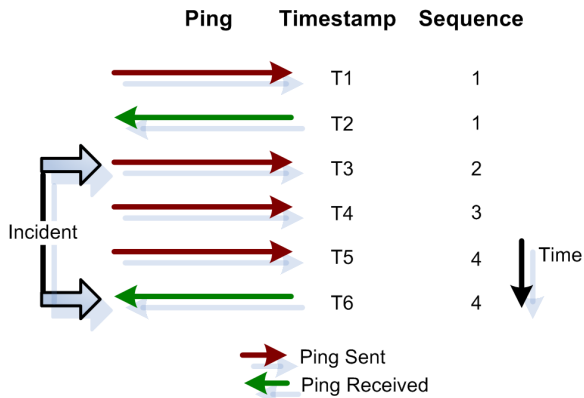 Ping Timestamp Sequence
T1 1
T2 1
T3 2
T4 3
Incident
T5 4 Time
T6 4
Ping Sent
Ping Received